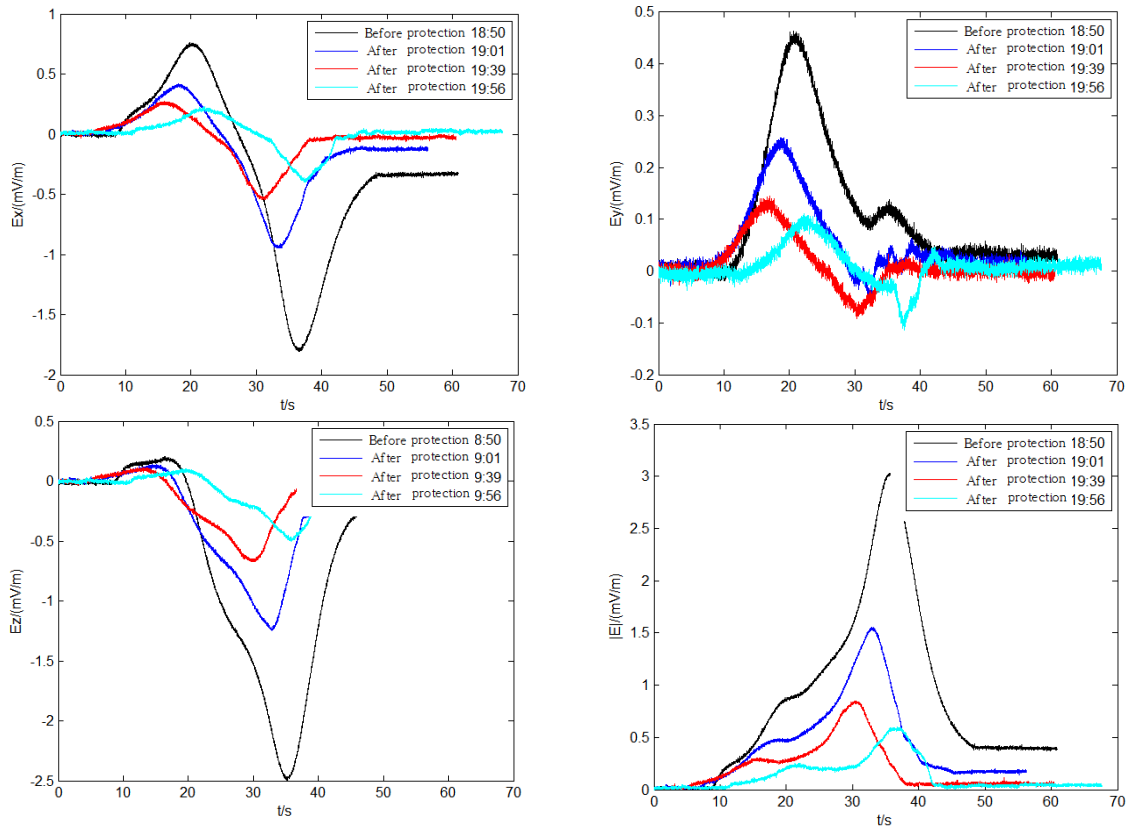 1
0.5
0
-0.5
-1
-1.5
-2
Ex/(mV/m)
0 10 20 30 40 50 60 70
t/s
Before protection 18:50
After protection 19:01
After protection 19:39
After protection 19:56
0.5
0.4
0.3
0.2
0.1
0
-0.1
-0.2
Ey/(mV/m)
0 10 20 30 40 50 60 70
t/s
Before protection 18:50
After protection 19:01
After protection 19:39
After protection 19:56
0.5
0
-0.5
-1
-1.5
-2
-2.5
Ez/(mV/m)
0 10 20 30 40 50 60 70
t/s
Before protection 8:50
After protection 9:01
After protection 9:39
After protection 9:56
3.5
3
2.5
2
1.5
1
0.5
0
|E|/(mV/m)
0 10 20 30 40 50 60 70
t/s
Before protection 18:50
After protection 19:01
After protection 19:39
After protection 19:56